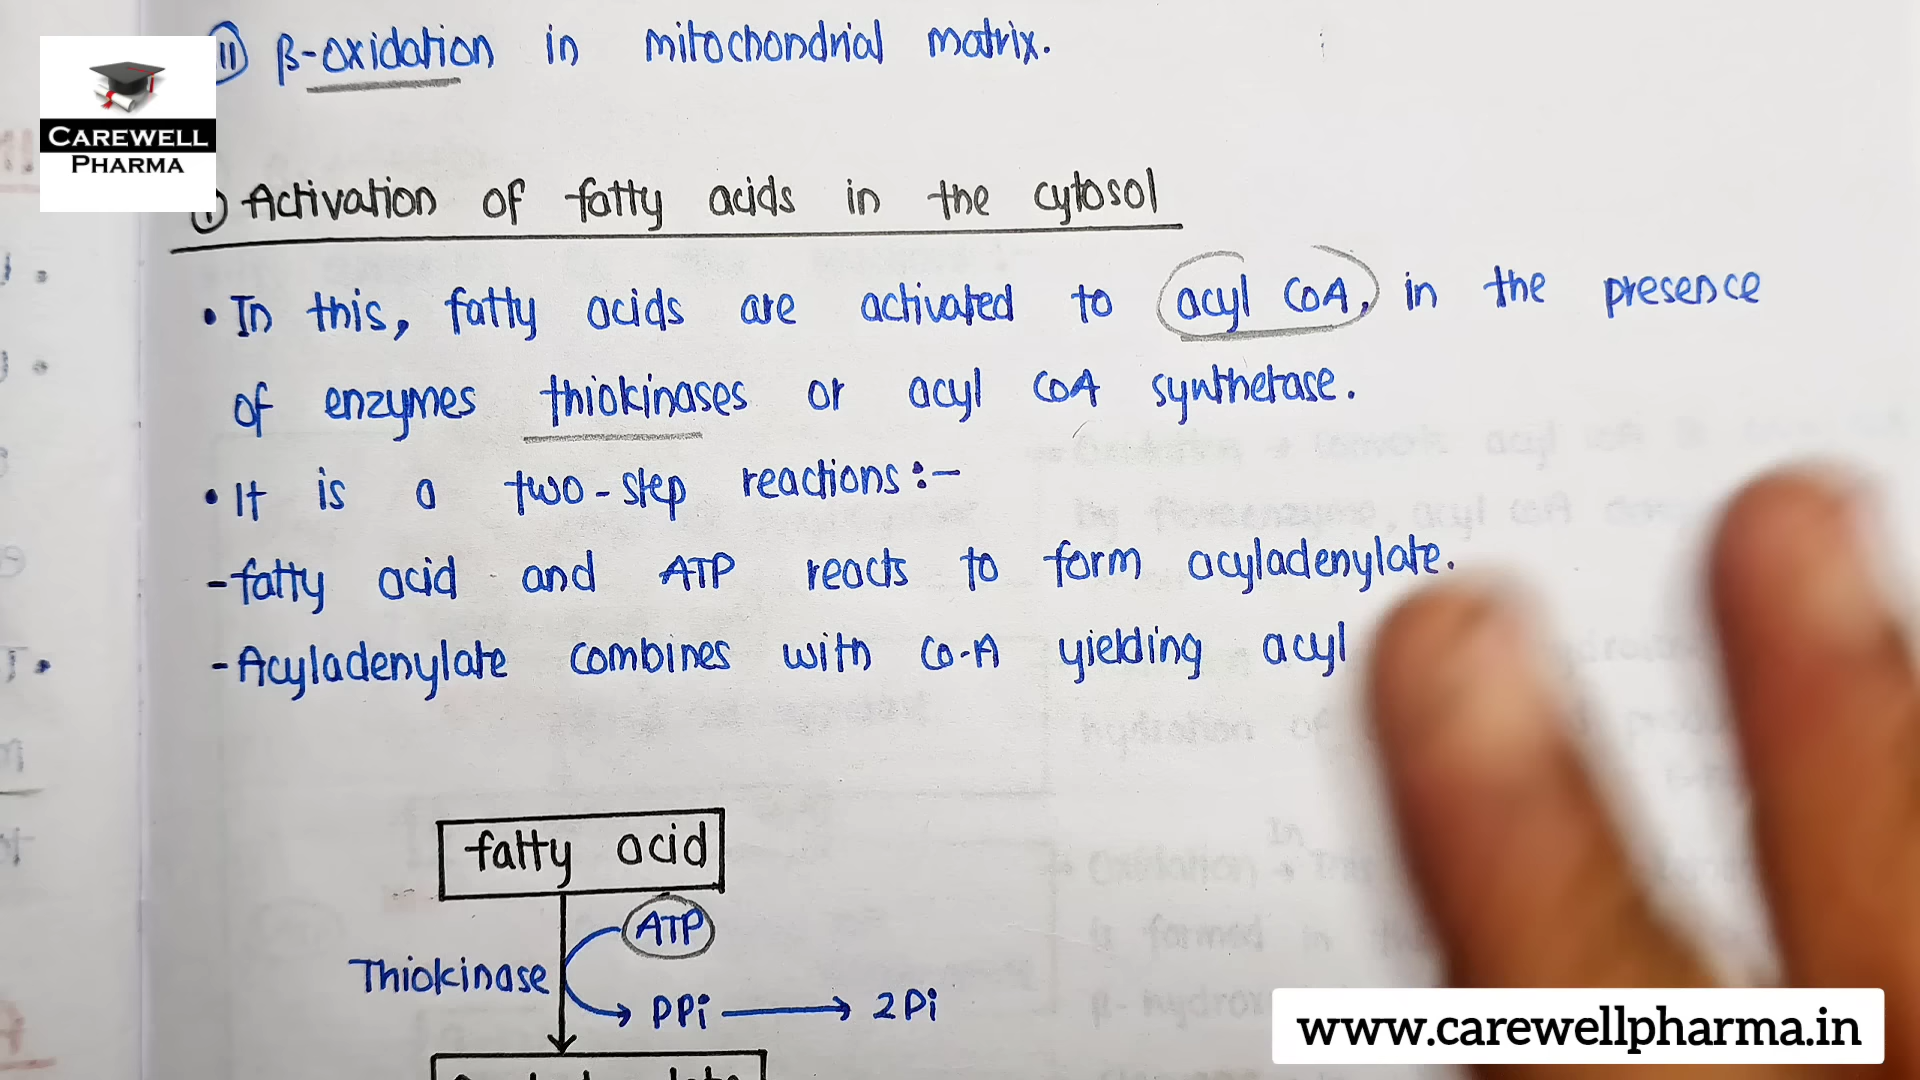 II β-oxidation in mitochondrial matrix.
CAREWELL
PHARMA
Activation of fatty acids in the cytosol
• In this, fatty acids are activated to acyl CoA, in the presence
of enzymes thiokinases or acyl CoA synthetase.
• It is a two-step reactions:-
- fatty acid and ATP reacts to form acyladenylate.
- Acyladenylate combines with Co-A yielding acyl
fatty acid
ATP
Thiokinase
PPi → 2Pi
www.carewellpharma.in